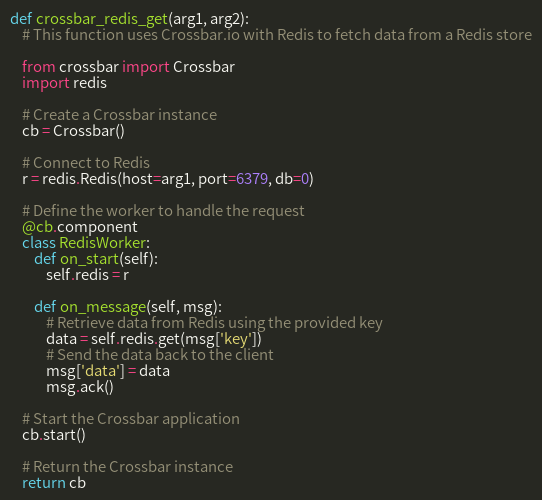 def crossbar_redis_get(arg1, arg2):
    # This function uses Crossbar.io with Redis to fetch data from a Redis store

    from crossbar import Crossbar
    import redis

    # Create a Crossbar instance
    cb = Crossbar()

    # Connect to Redis
    r = redis.Redis(host=arg1, port=6379, db=0)

    # Define the worker to handle the request
    @cb.component
    class RedisWorker:
        def on_start(self):
            self.redis = r

        def on_message(self, msg):
            # Retrieve data from Redis using the provided key
            data = self.redis.get(msg['key'])
            # Send the data back to the client
            msg['data'] = data
            msg.ack()

    # Start the Crossbar application
    cb.start()

    # Return the Crossbar instance
    return cb